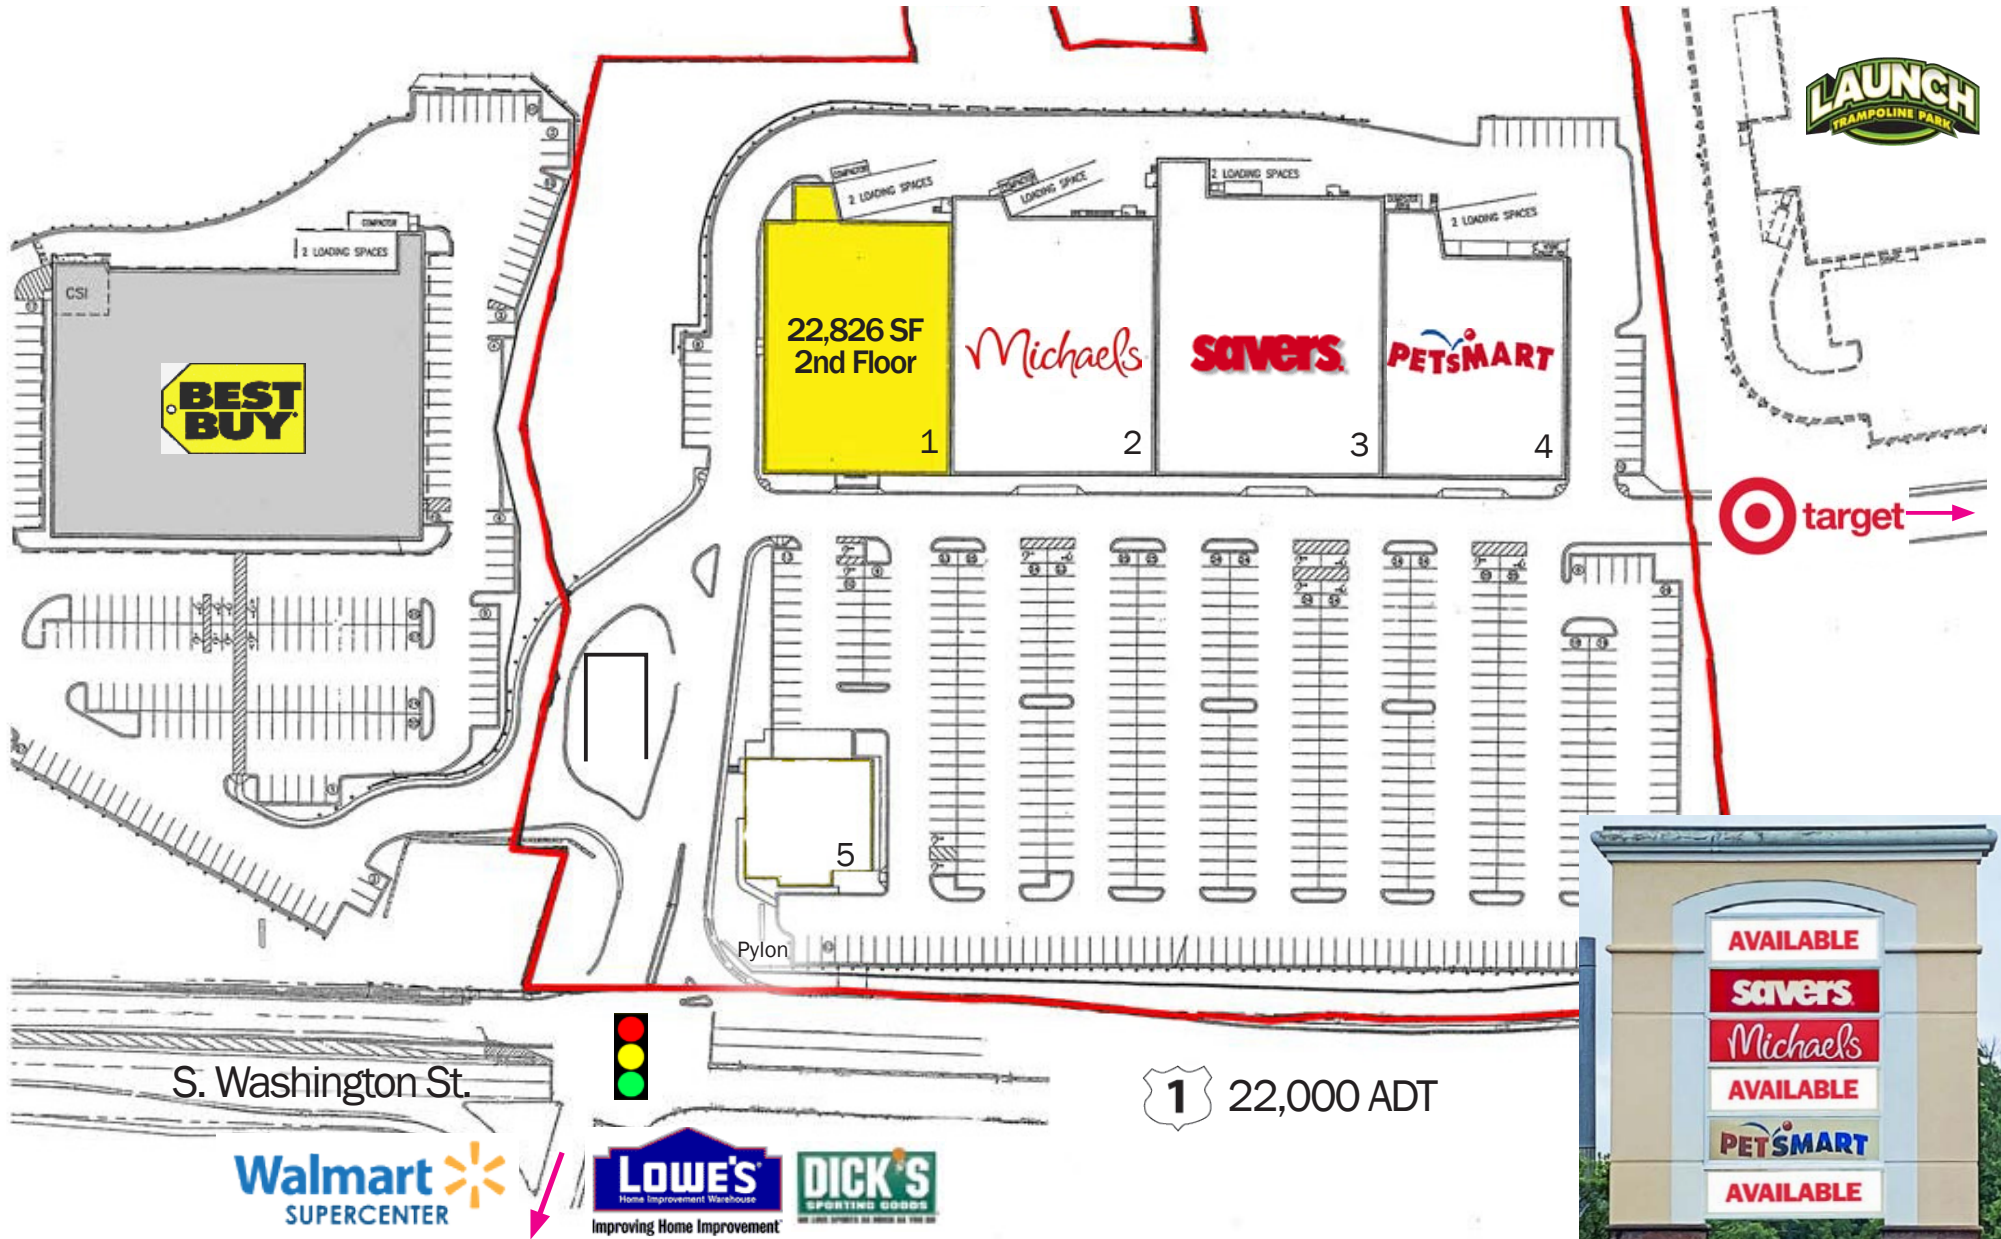 LAUNCH
TRAMPOLINE PARK
COMPACTOR
2 LOADING SPACES
COMPACTOR
LOADING SPACE
2 LOADING SPACES
2 LOADING SPACES
COMPACTOR
2 LOADING SPACES
CSI
BEST
BUY
22,826 SF
2nd Floor
1
Michaels
2
savers
3
PETSMART
4
target
5
Pylon
AVAILABLE
savers
Michaels
AVAILABLE
PETSMART
AVAILABLE
S. Washington St.
1 22,000 ADT
Walmart
SUPERCENTER
LOWE'S
Home Improvement Warehouse
Improving Home Improvement
DICK'S
SPORTING GOODS